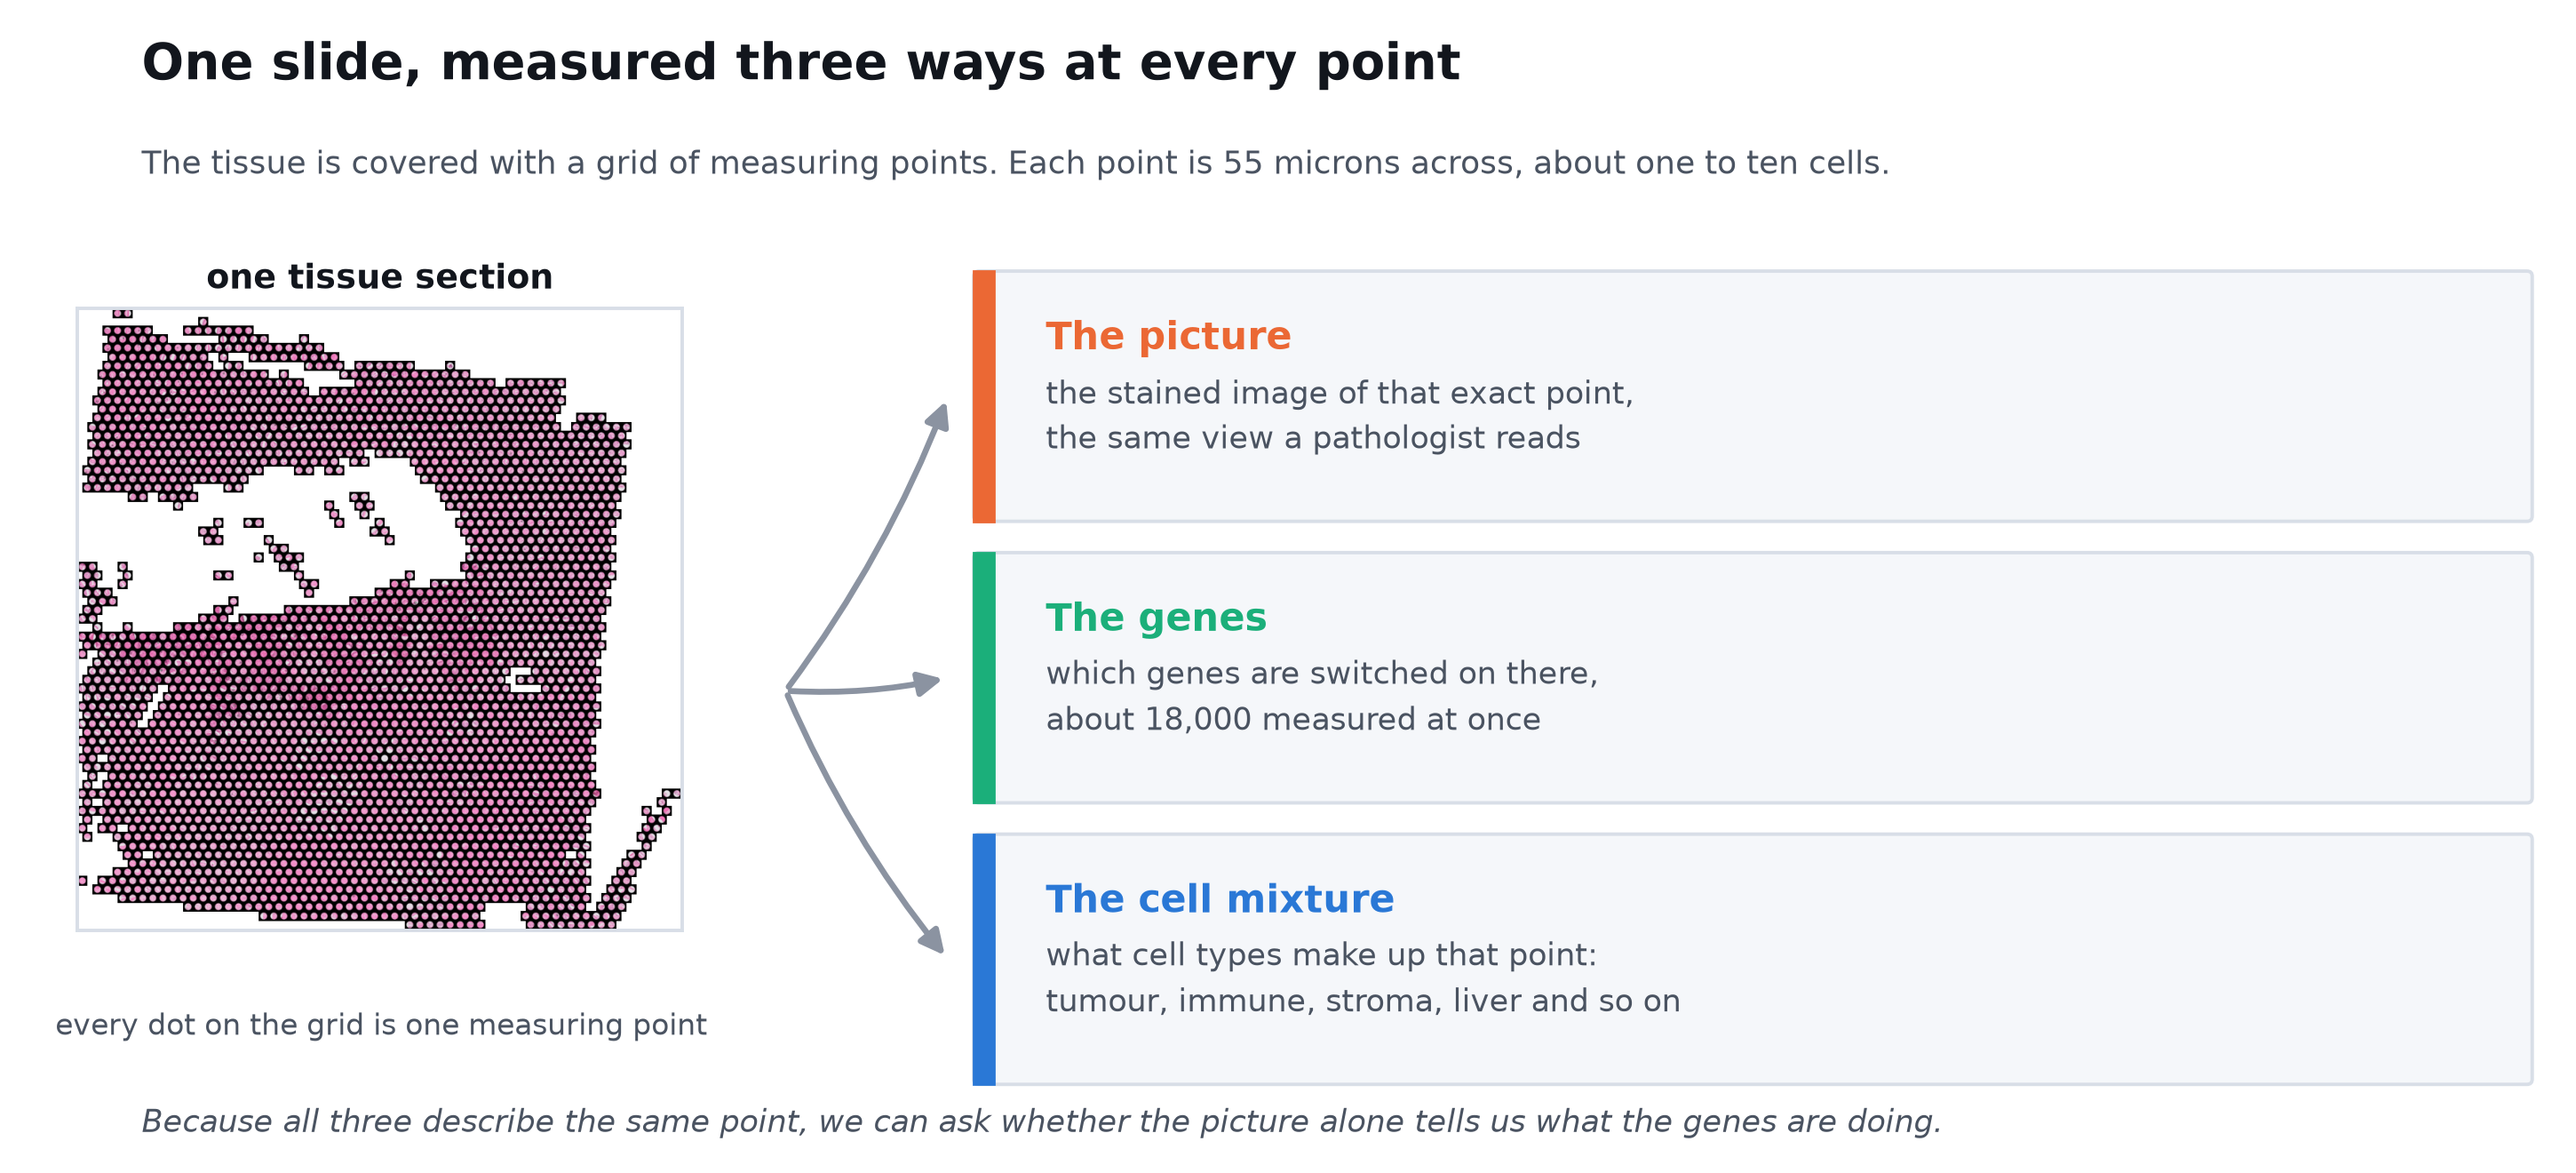 One slide, measured three ways at every point
The tissue is covered with a grid of measuring points. Each point is 55 microns across, about one to ten cells.
one tissue section
every dot on the grid is one measuring point
The picture
the stained image of that exact point,
the same view a pathologist reads
The genes
which genes are switched on there,
about 18,000 measured at once
The cell mixture
what cell types make up that point:
tumour, immune, stroma, liver and so on
Because all three describe the same point, we can ask whether the picture alone tells us what the genes are doing.